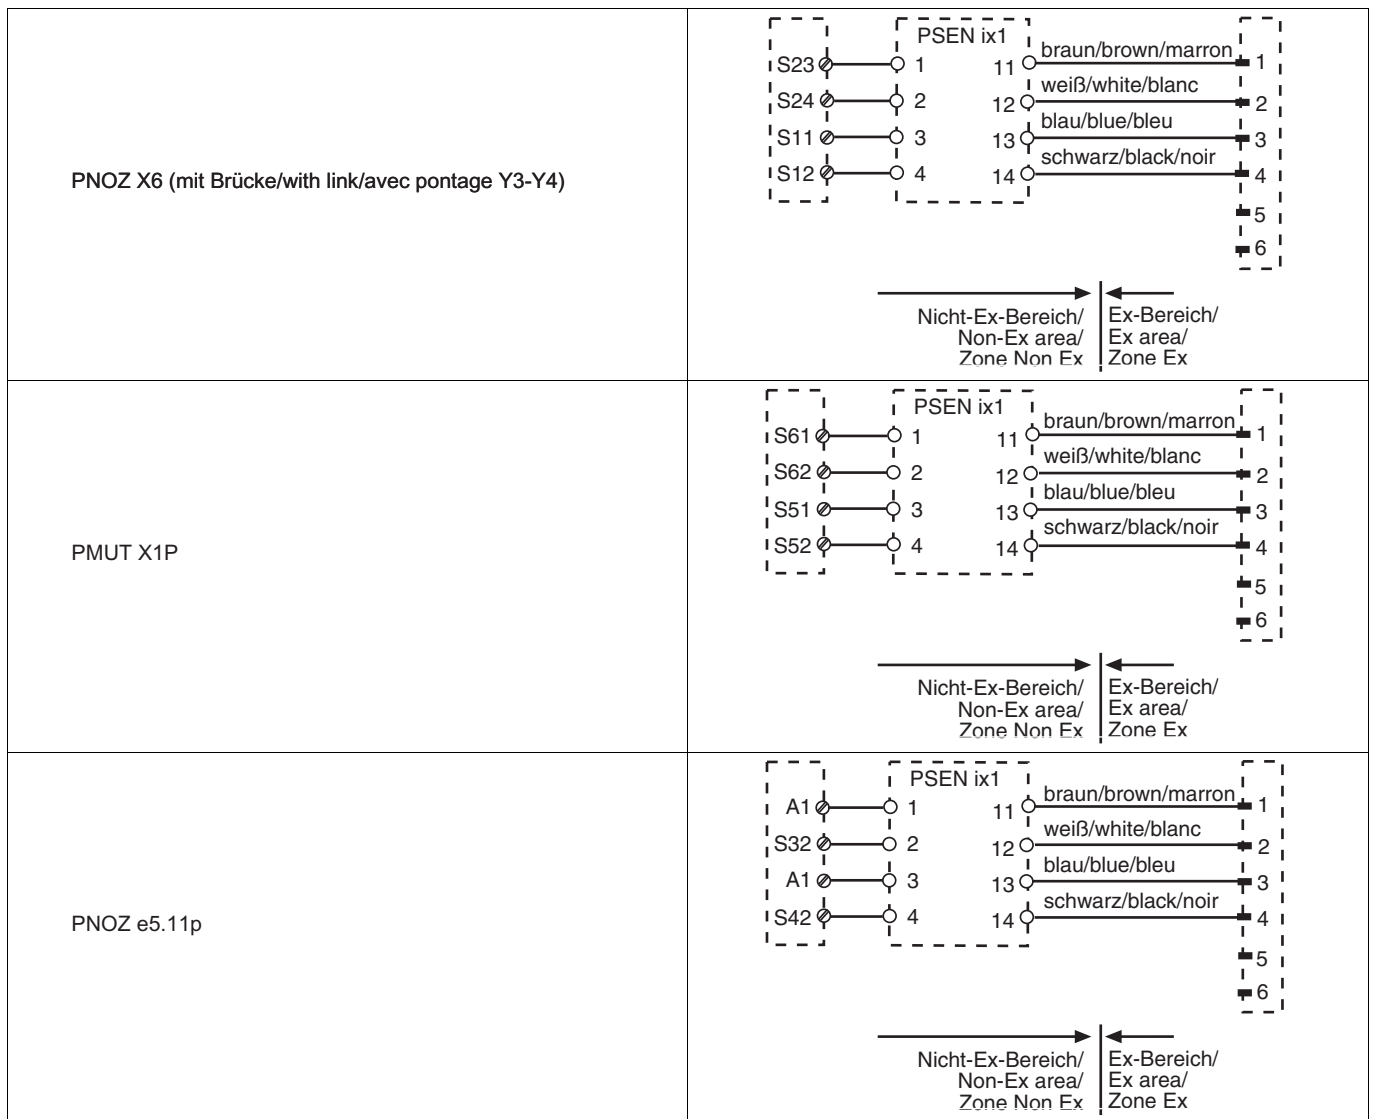 PNOZ X6 (mit Brücke/with link/avec pontage Y3-Y4)
PSEN ix1
S23 1 11 braun/brown/marron 1
S24 2 12 weiß/white/blanc 2
S11 3 13 blau/blue/bleu 3
S12 4 14 schwarz/black/noir 4
5
6
Nicht-Ex-Bereich/ Ex-Bereich/
Non-Ex area/ Ex area/
Zone Non Ex Zone Ex
PMUT X1P
PSEN ix1
S61 1 11 braun/brown/marron 1
S62 2 12 weiß/white/blanc 2
S51 3 13 blau/blue/bleu 3
S52 4 14 schwarz/black/noir 4
5
6
Nicht-Ex-Bereich/ Ex-Bereich/
Non-Ex area/ Ex area/
Zone Non Ex Zone Ex
PNOZ e5.11p
PSEN ix1
A1 1 11 braun/brown/marron 1
S32 2 12 weiß/white/blanc 2
A1 3 13 blau/blue/bleu 3
S42 4 14 schwarz/black/noir 4
5
6
Nicht-Ex-Bereich/ Ex-Bereich/
Non-Ex area/ Ex area/
Zone Non Ex Zone Ex